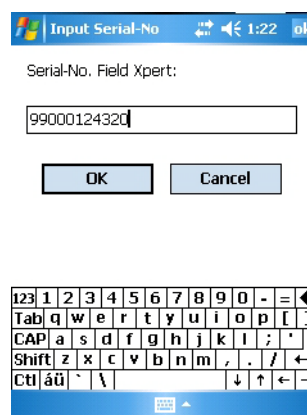 Input Serial-No 1:22 ok
Serial-No. Field Xpert:
99000124320
OK Cancel
123 1 2 3 4 5 6 7 8 9 0 - =
Tab q w e r t y u i o p [ ]
CAP a s d f g h j k l ; '
Shift z x c v b n m , . /
Ctl áü ` \